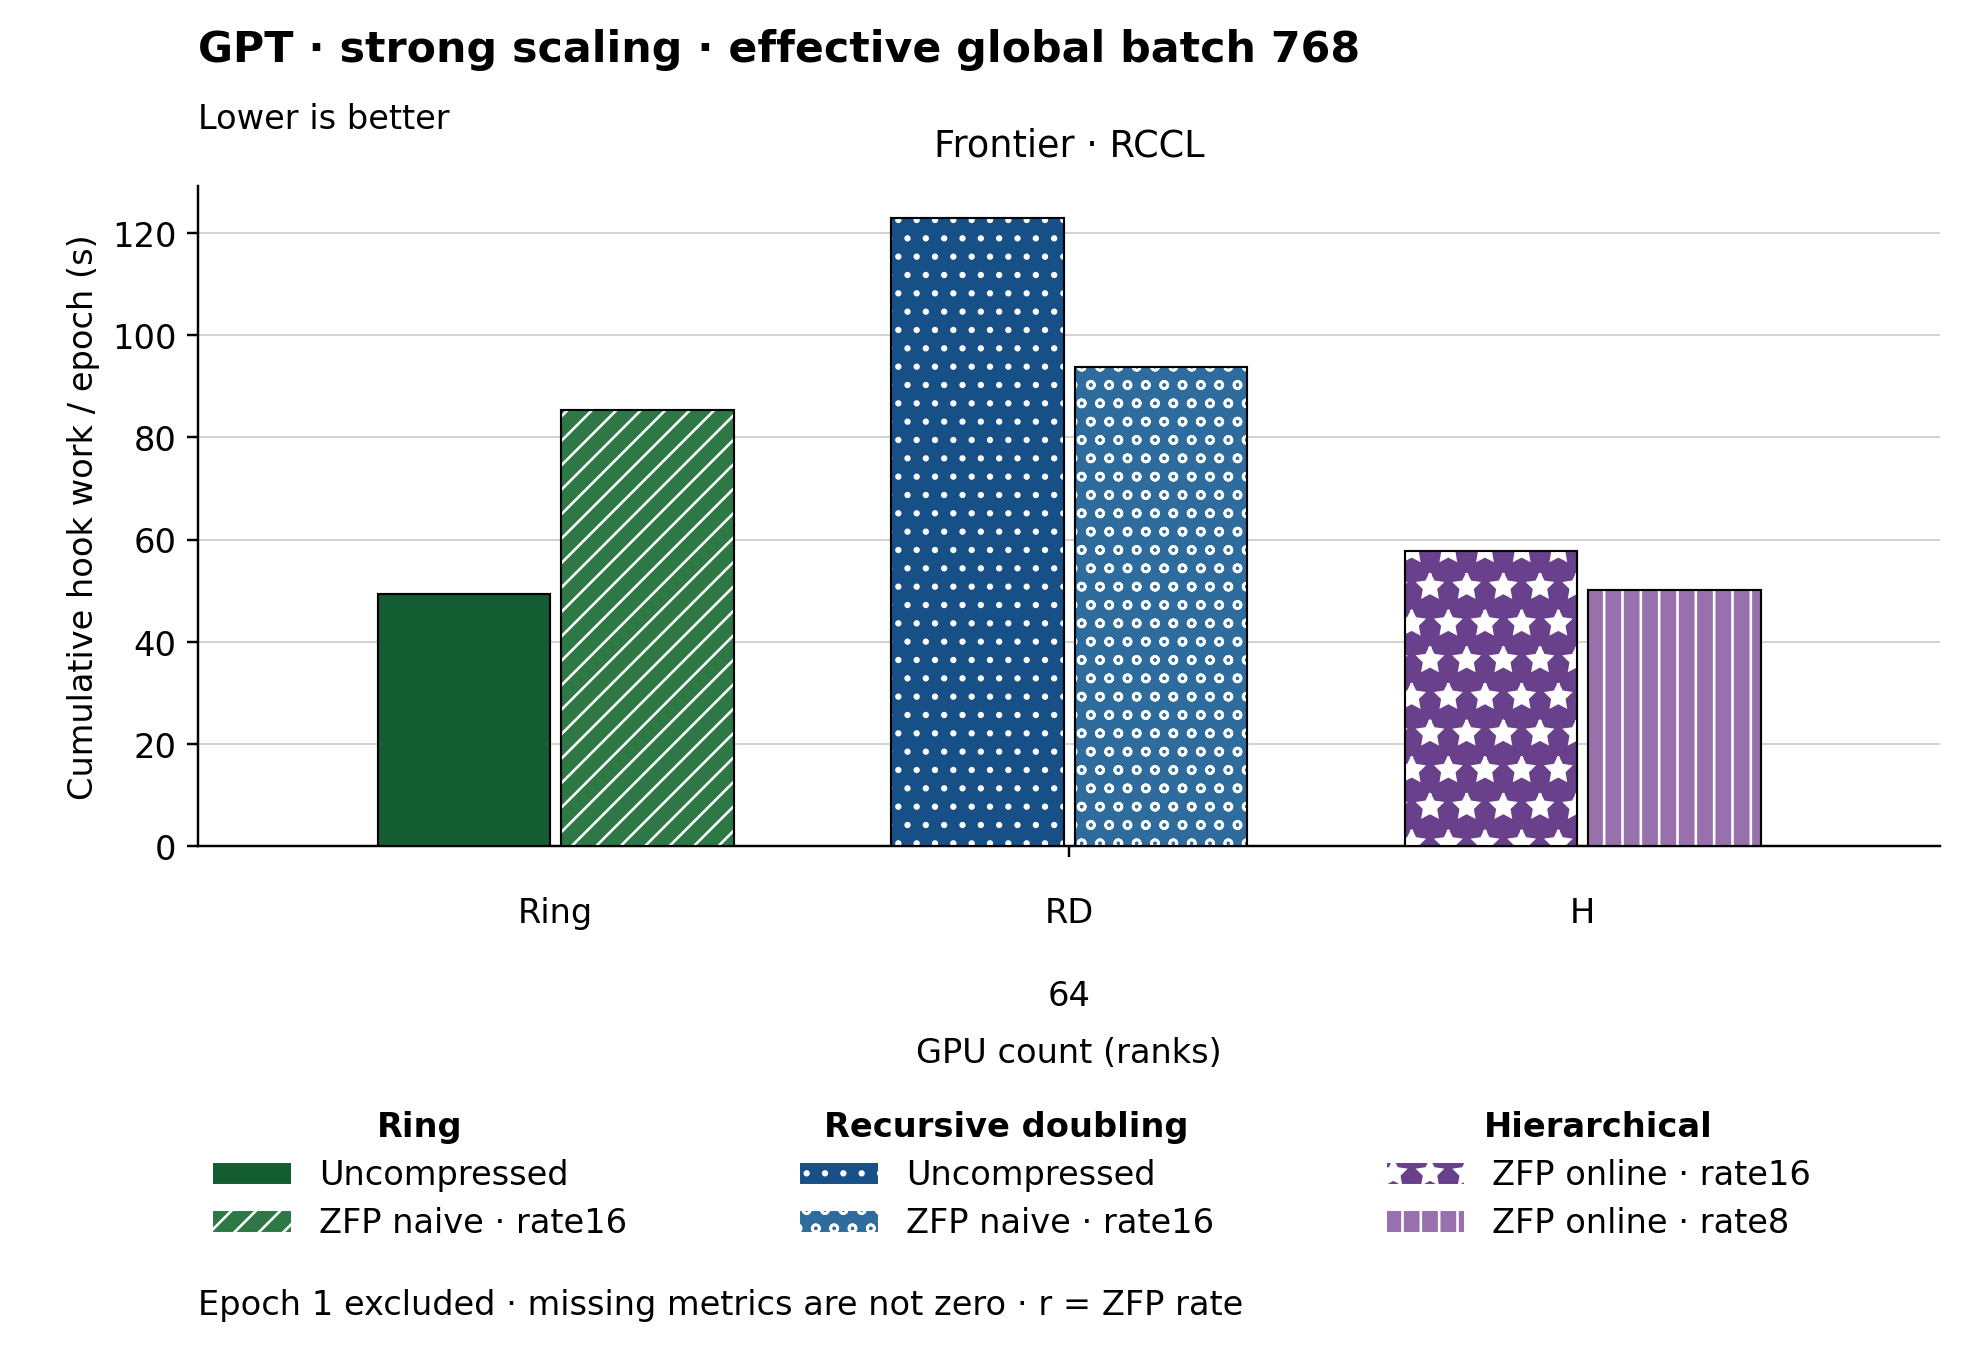 GPT · strong scaling · effective global batch 768
Lower is better
Frontier · RCCL
Cumulative hook work / epoch (s)
120
100
80
60
40
20
0
Ring RD H
64
GPU count (ranks)
Ring Recursive doubling Hierarchical
Uncompressed Uncompressed ZFP online · rate16
ZFP naive · rate16 ZFP naive · rate16 ZFP online · rate8
Epoch 1 excluded · missing metrics are not zero · r = ZFP rate